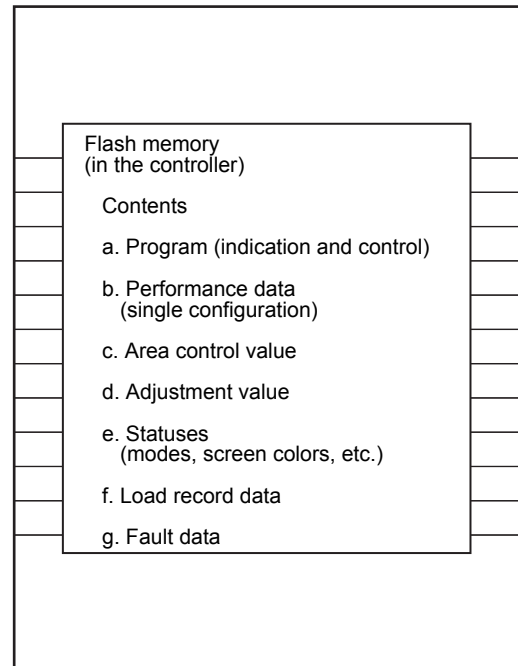 Flash memory
(in the controller)
Contents
a. Program (indication and control)
b. Performance data
(single configuration)
c. Area control value
d. Adjustment value
e. Statuses
(modes, screen colors, etc.)
f. Load record data
g. Fault data